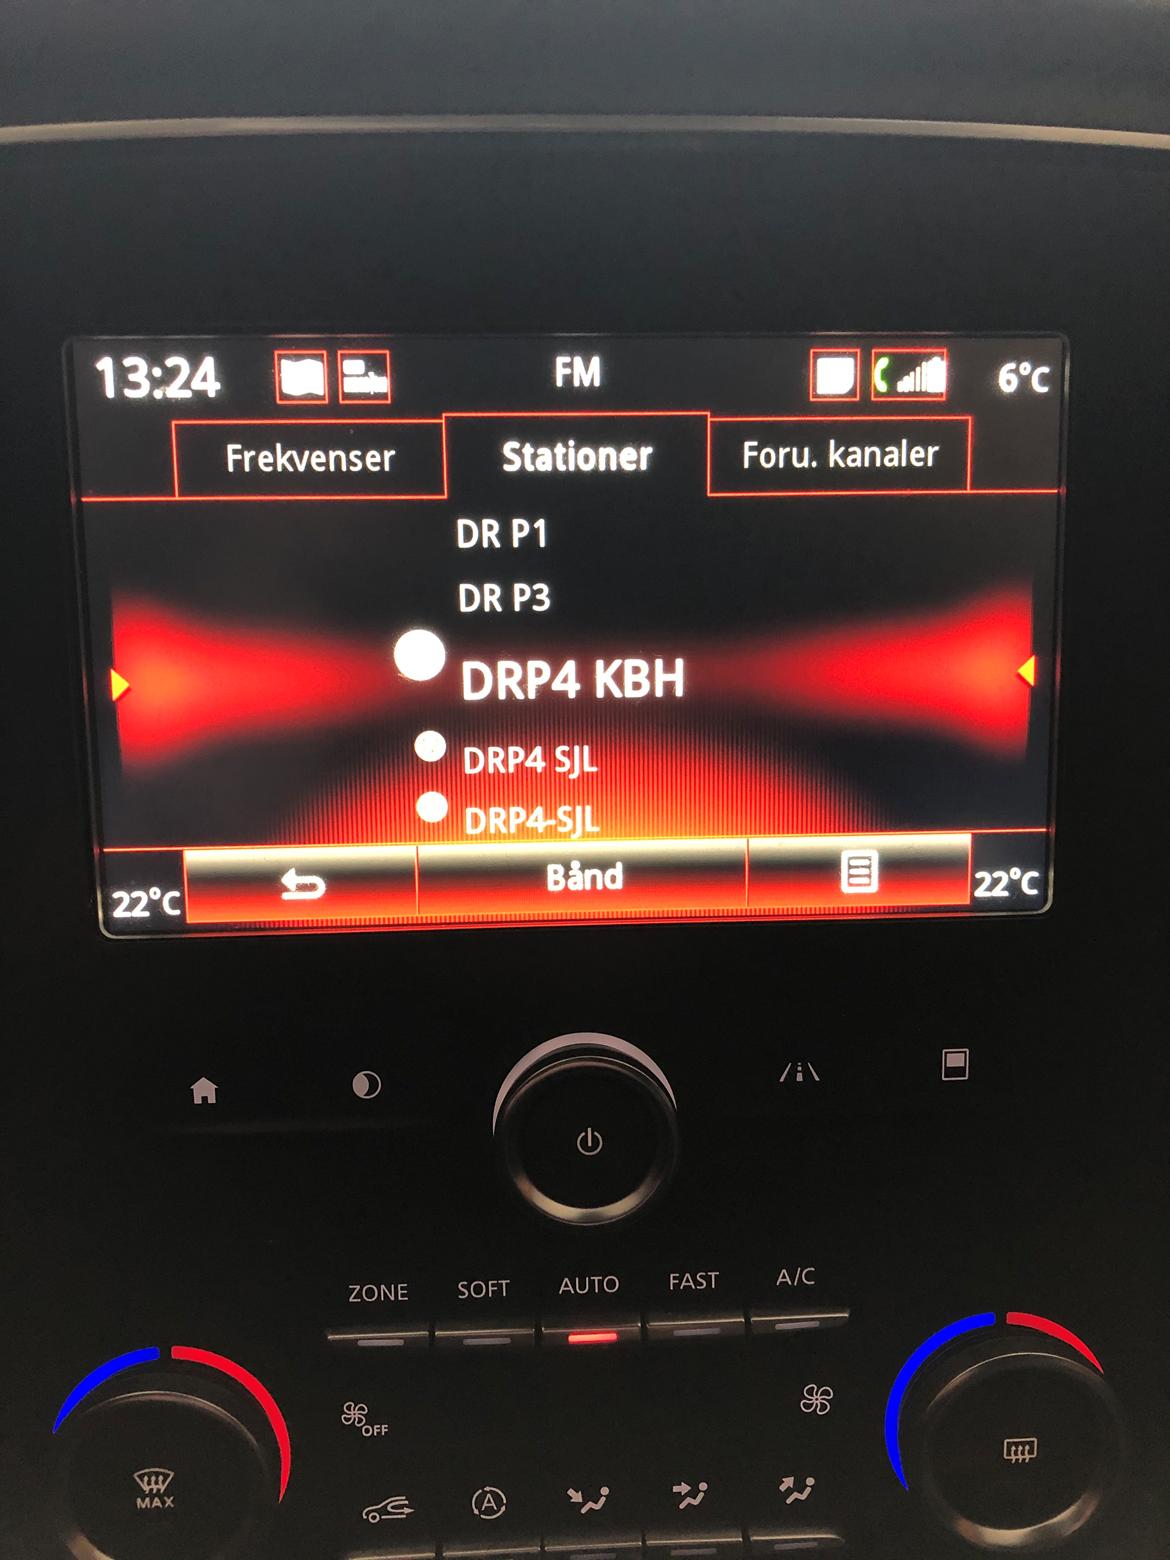 13:24 FM 6°C
Frekvenser Stationer Foru. kanaler
DR P1
DR P3
DRP4 KBH
DRP4 SJL
DRP4-SJL
22°C Bånd 22°C
ZONE SOFT AUTO FAST A/C
OFF
MAX A